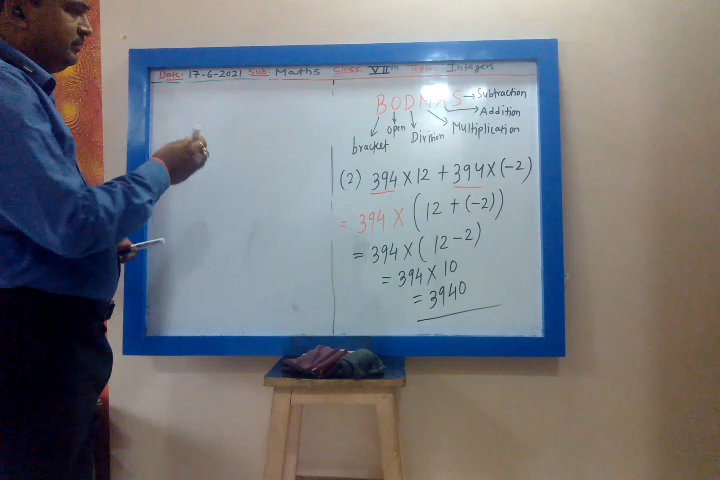 Date: 17-6-2021 Sub: Maths Class: VIIth Topic: Integers
BODMAS
Subtraction
Addition
Multiplication
Division
open
bracket
(2) 394 × 12 + 394 × (-2)
= 394 × (12 + (-2))
= 394 × (12 - 2)
= 394 × 10
= 3940